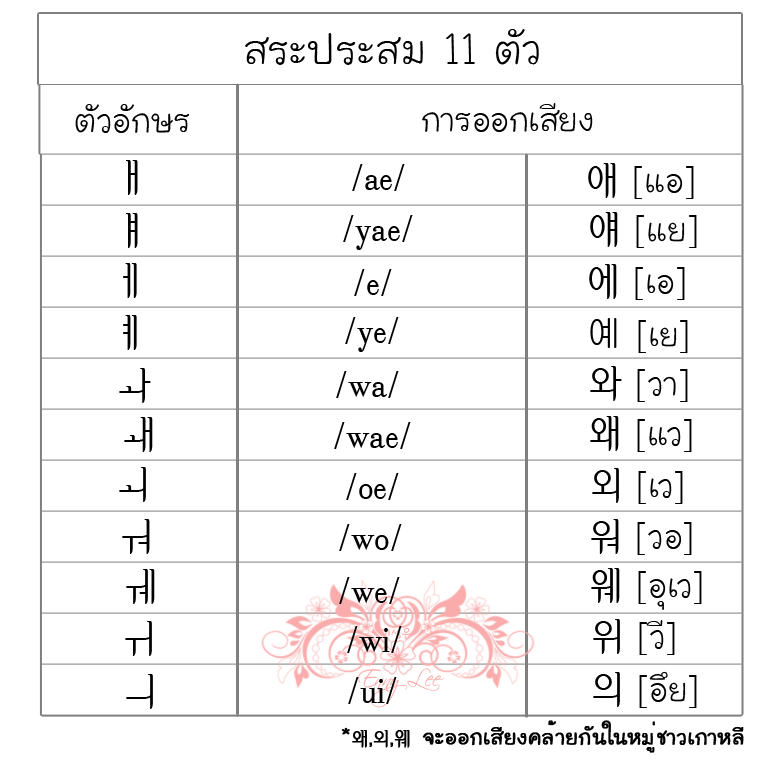 สระประสม 11 ตัว
ตัวอักษร การออกเสียง
ㅐ /ae/ 애 [แอ]
ㅒ /yae/ 얘 [แย]
ㅔ /e/ 에 [เอ]
ㅖ /ye/ 예 [เย]
ㅘ /wa/ 와 [วา]
ㅙ /wae/ 왜 [แว]
ㅚ /oe/ 외 [เว]
ㅝ /wo/ 워 [วอ]
ㅞ /we/ 웨 [อุเว]
ㅟ /wi/ 위 [วี]
ㅢ /ui/ 의 [อึย]
*왜,외,웨 จะออกเสียงคล้ายกันในหมู่ชาวเกาหลี